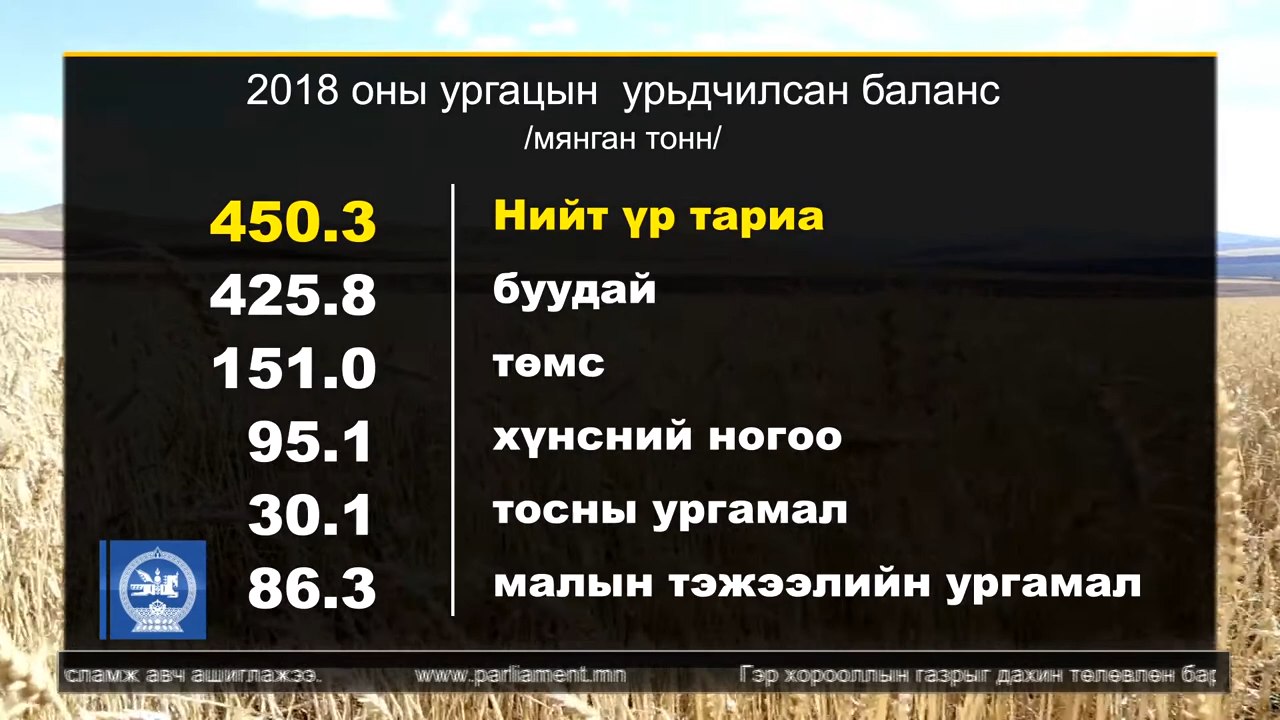 2018 оны ургацын урьдчилсан баланс
/мянган тонн/
450.3 Нийт үр тариа
425.8 буудай
151.0 төмс
95.1 хүнсний ногоо
30.1 тосны ургамал
86.3 малын тэжээлийн ургамал
авч ашиглажээ. www.parliament.mn Гэр хорооллын газрыг дахин төлөвлөн